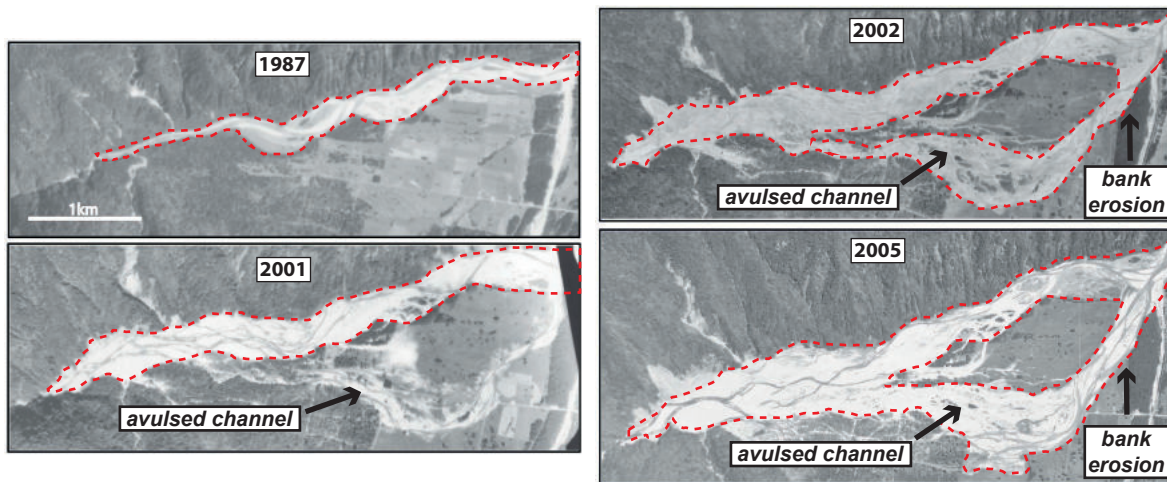 1987
1km
2001
avulsed channel
2002
avulsed channel
bank
erosion
2005
avulsed channel
bank
erosion